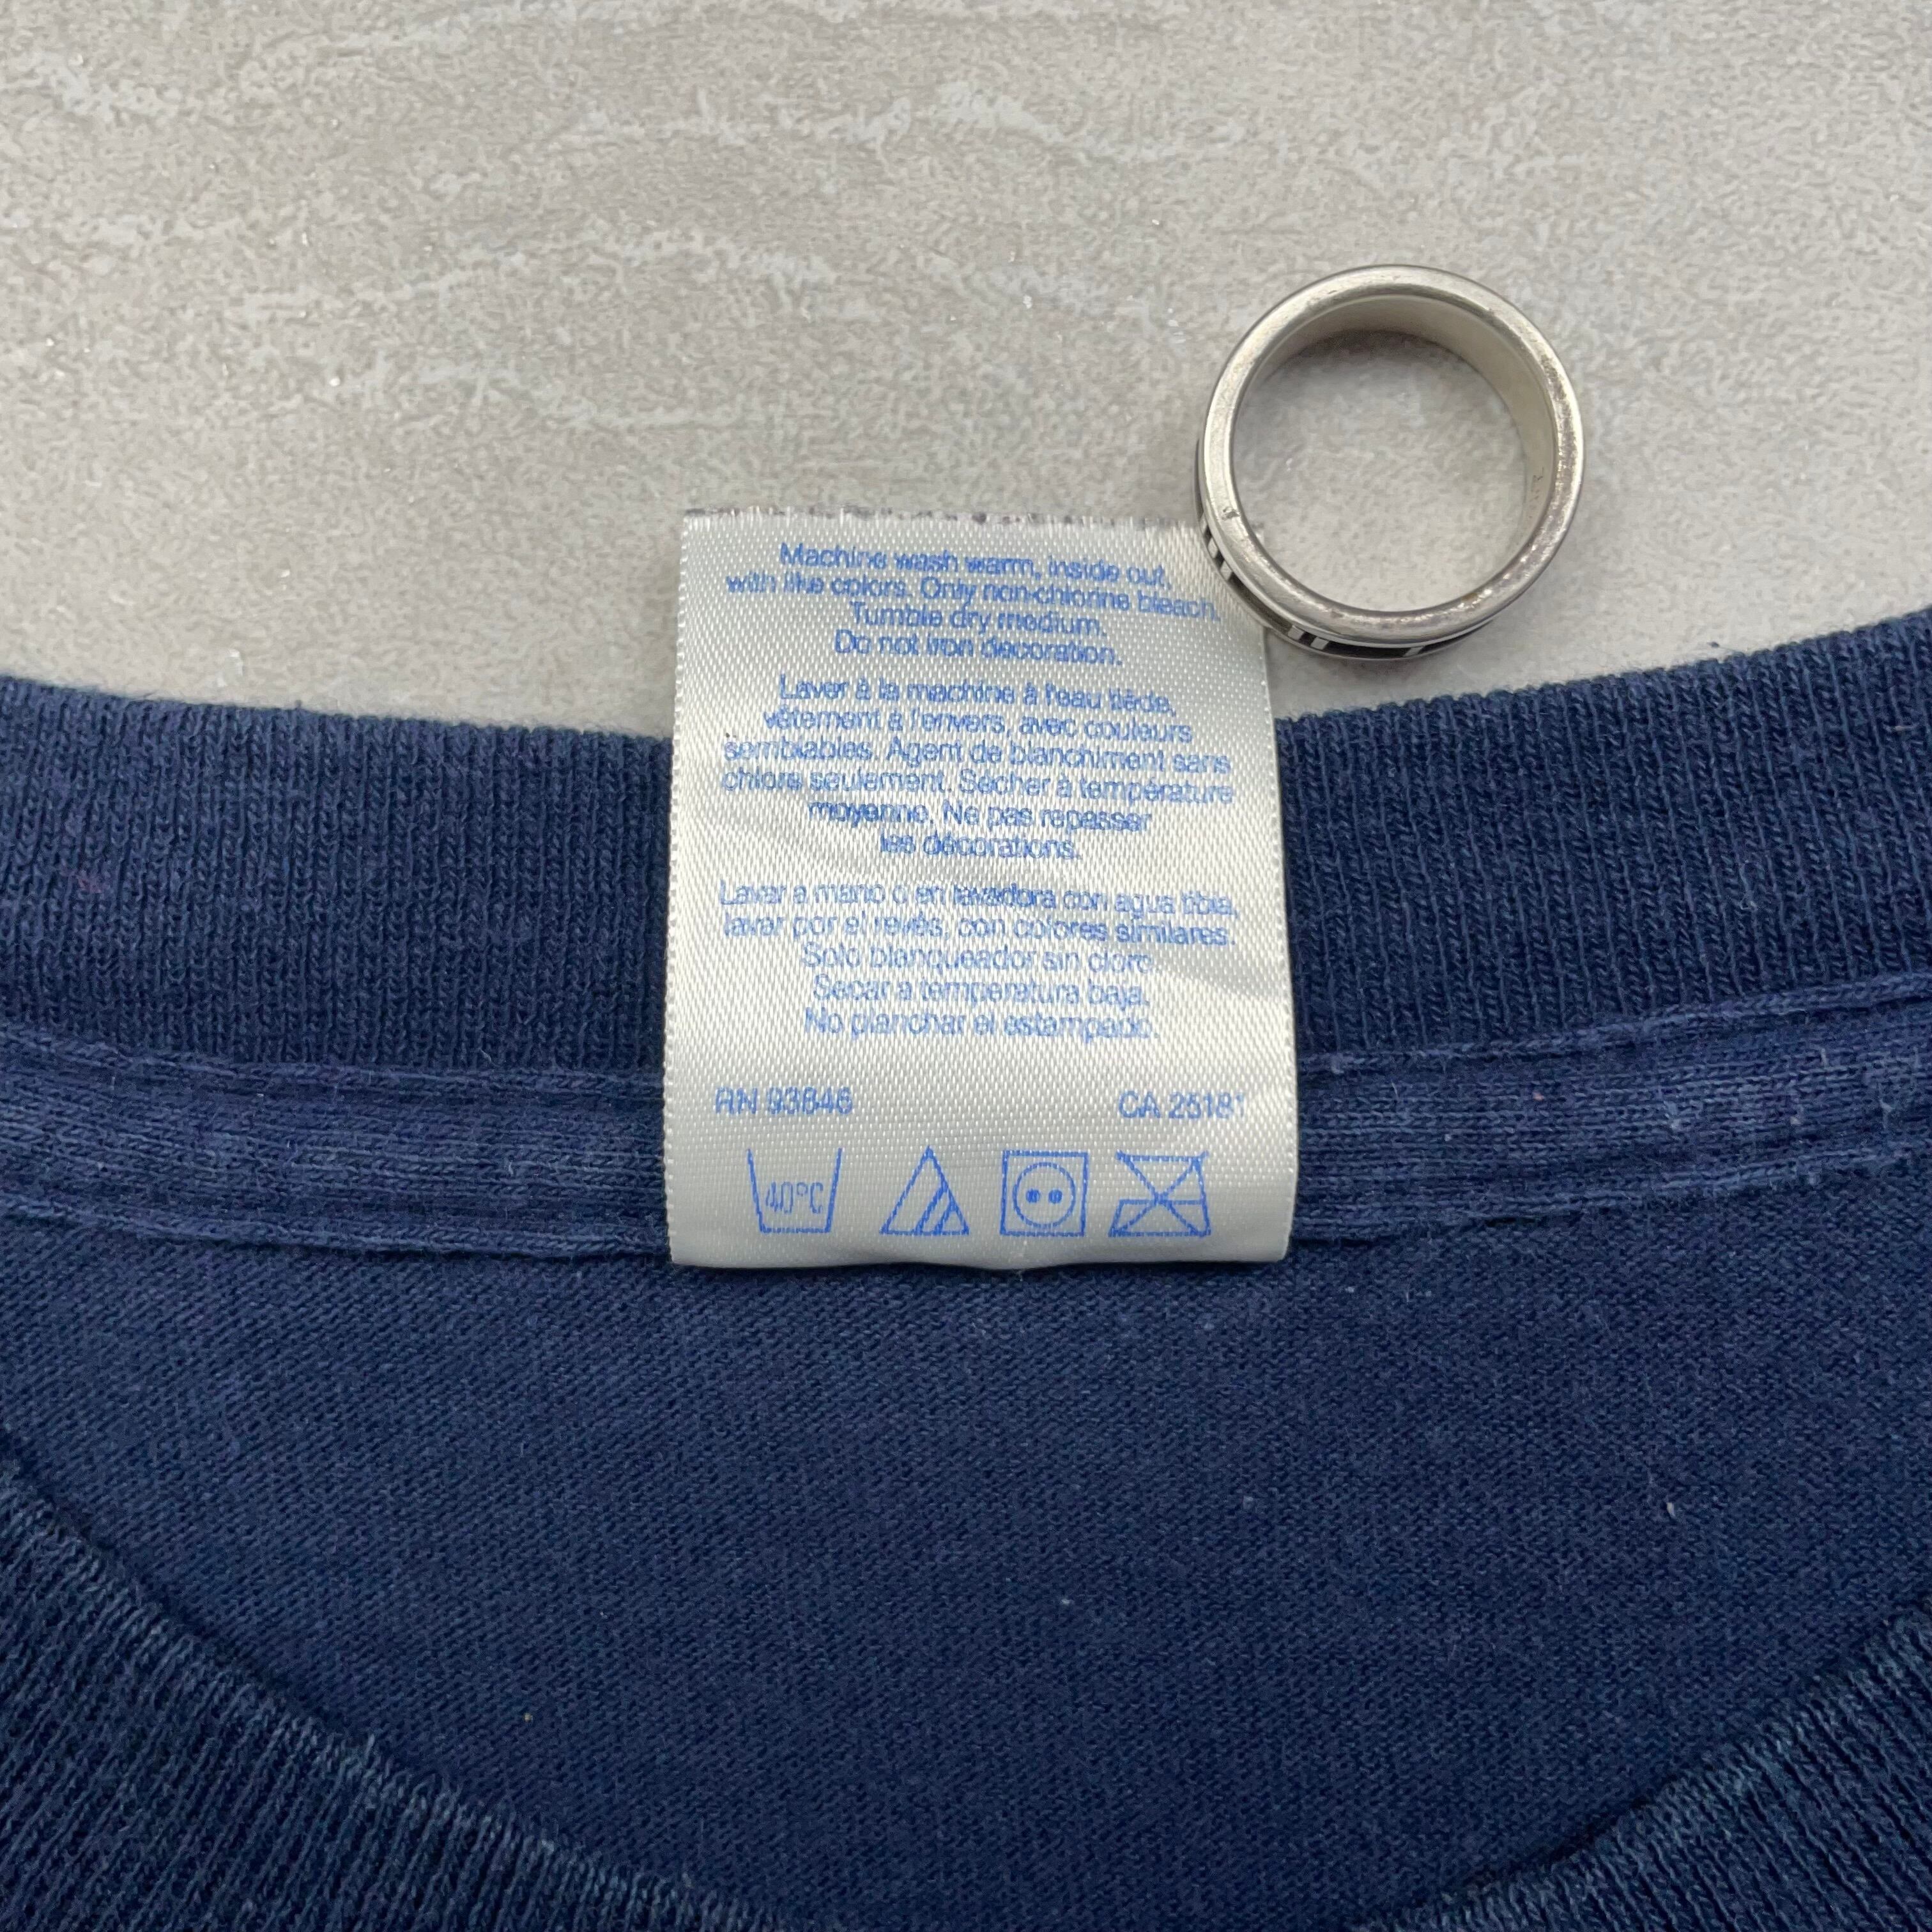 Machine wash warm, inside out,
with like colors. Only non-chlorine bleach.
Tumble dry medium.
Do not iron decoration.
Laver à la machine à l'eau tiède,
vêtement à l'envers, avec couleurs
semblables. Agent de blanchiment sans
chlore seulement. Sécher à température
moyenne. Ne pas repasser
les décorations.
Lavar a mano o en lavadora con agua tibia,
lavar por el revés, con colores similares.
Solo blanqueador sin cloro.
Secar a temperatura baja.
No planchar el estampado.
RN 93846 CA 25181
40°C